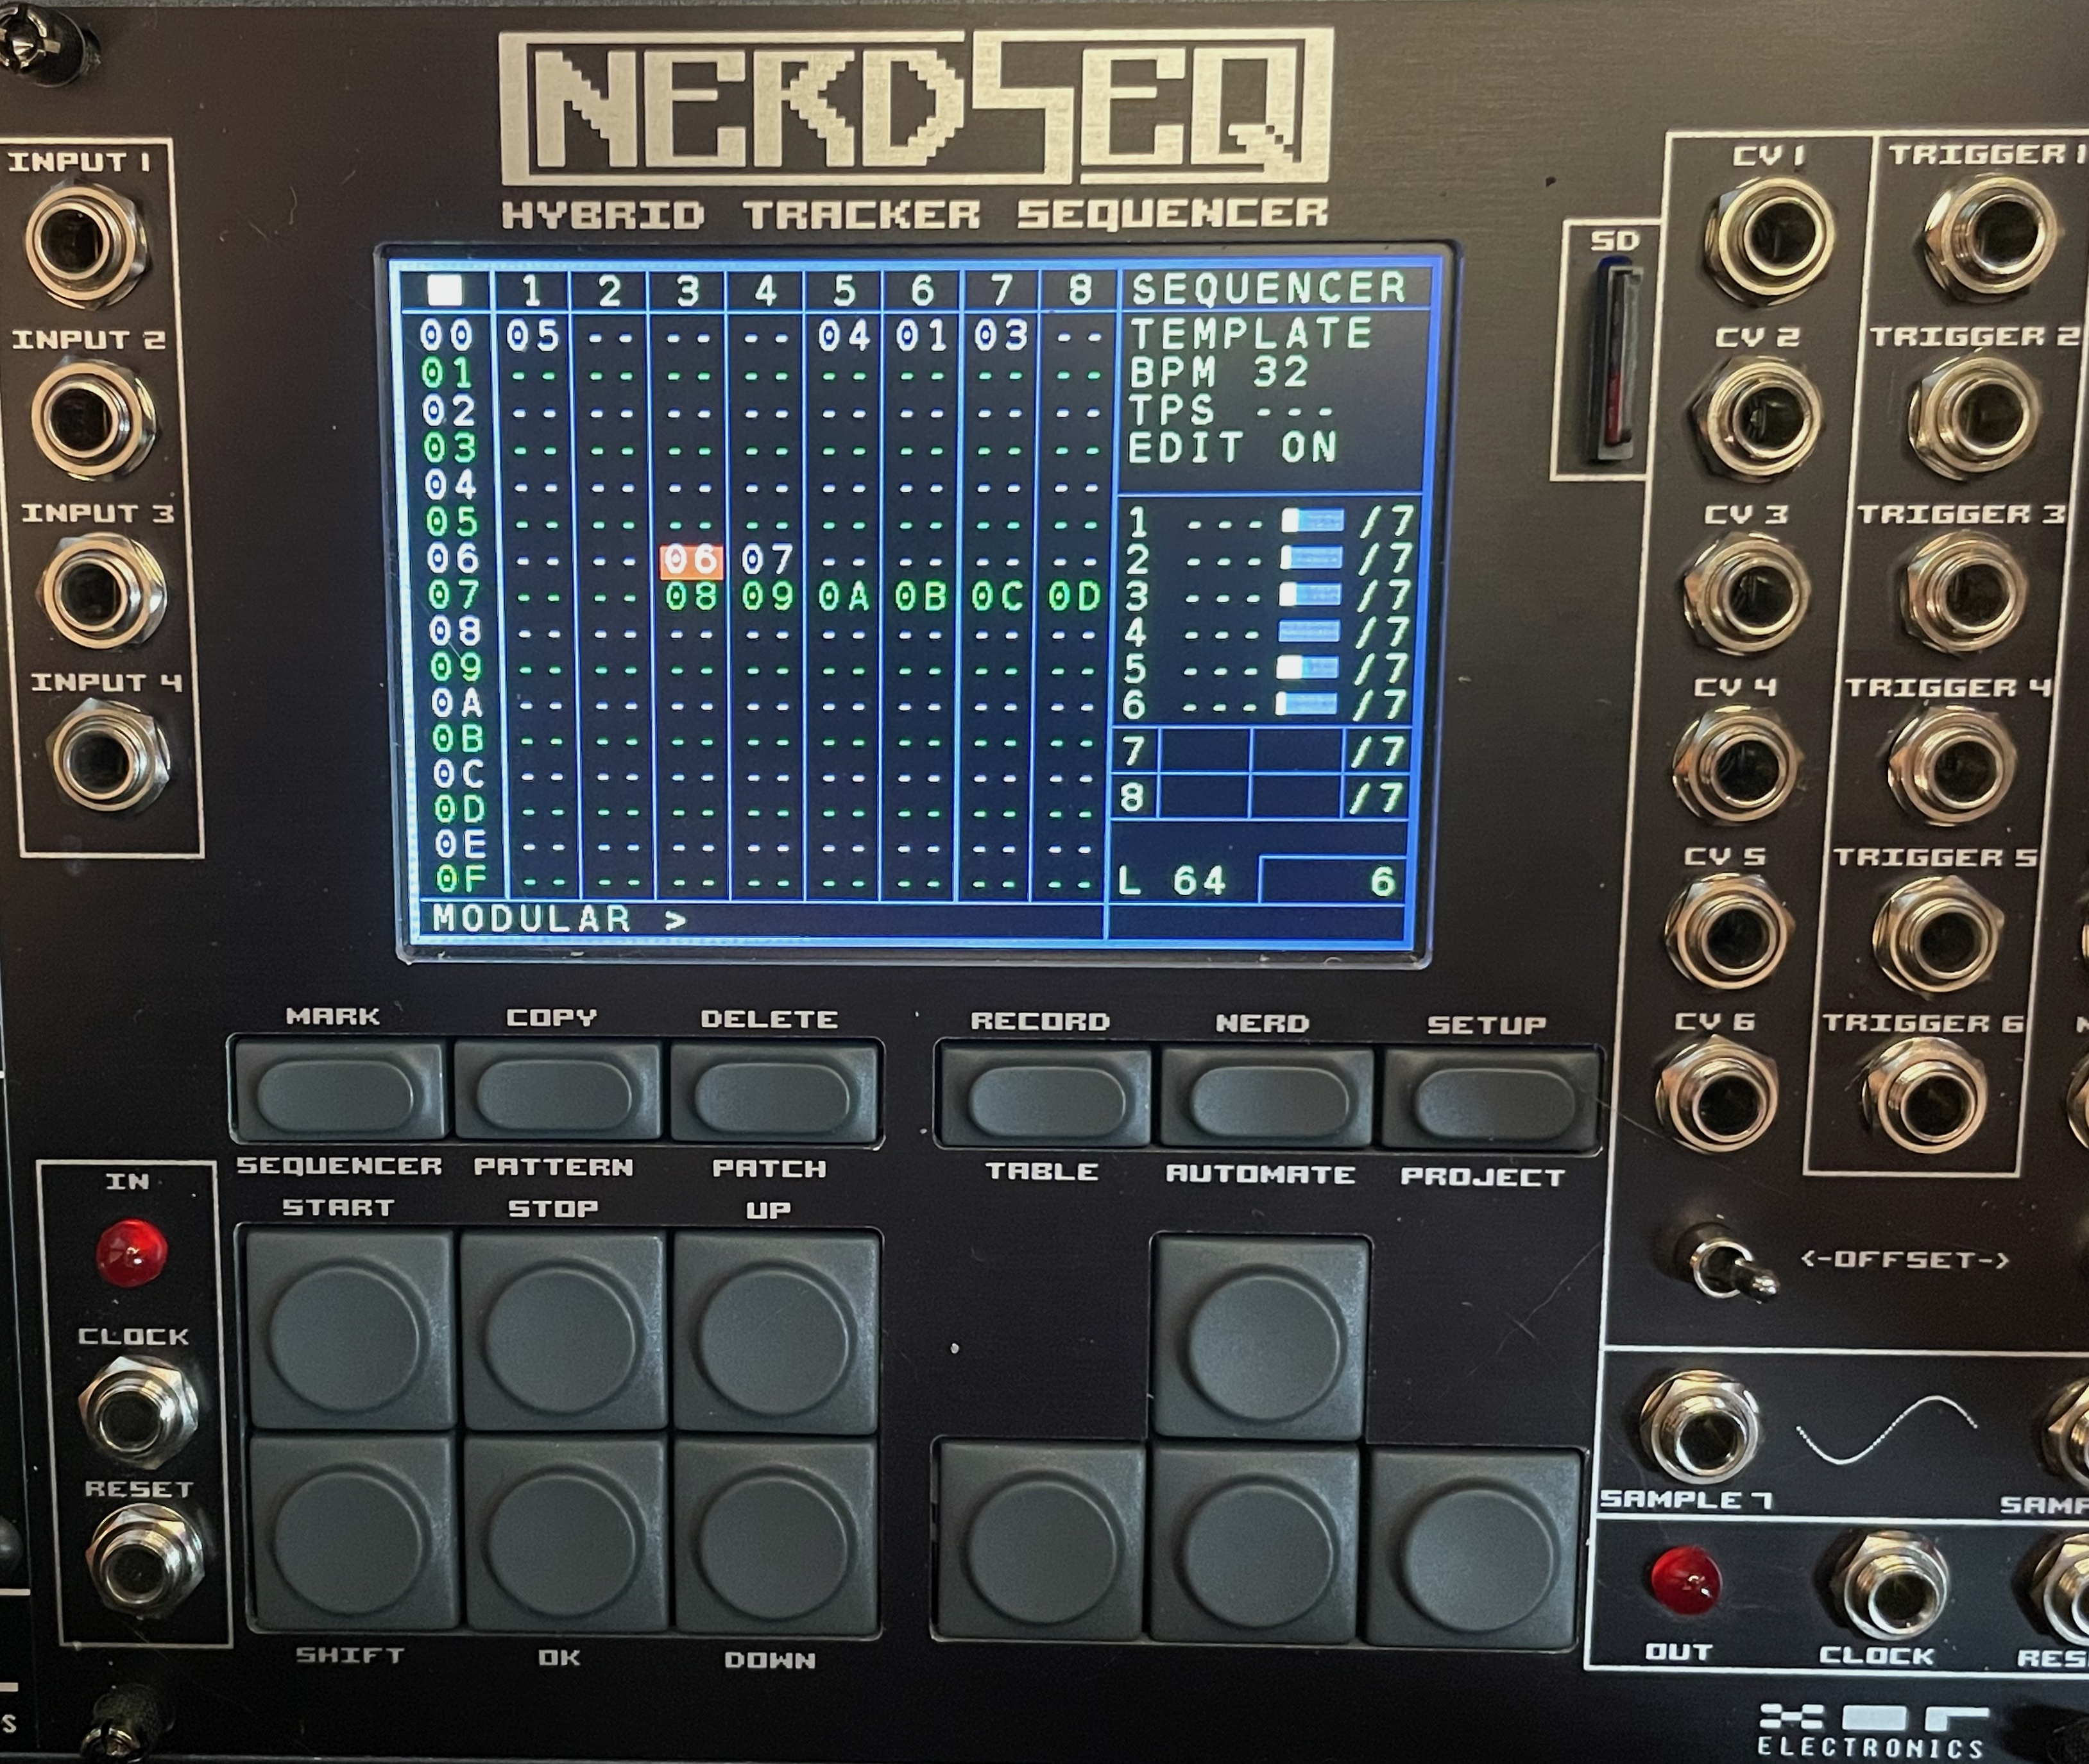 NERDSEQ
HYBRID TRACKER SEQUENCER
INPUT 1
INPUT 2
INPUT 3
INPUT 4
1 2 3 4 5 6 7 8 SEQUENCER
00 05 -- -- -- 04 01 03 -- TEMPLATE
01 -- -- -- -- -- -- -- -- BPM 32
02 -- -- -- -- -- -- -- -- TPS ---
03 -- -- -- -- -- -- -- -- EDIT ON
04 -- -- -- -- -- -- -- --
05 -- -- -- -- -- -- -- -- 1 --- /7
06 -- -- 06 07 -- -- -- -- 2 --- /7
07 -- -- 08 09 0A 0B 0C 0D 3 --- /7
08 -- -- -- -- -- -- -- -- 4 --- /7
09 -- -- -- -- -- -- -- -- 5 --- /7
0A -- -- -- -- -- -- -- -- 6 --- /7
0B -- -- -- -- -- -- -- -- 7 /7
0C -- -- -- -- -- -- -- -- 8 /7
0D -- -- -- -- -- -- -- --
0E -- -- -- -- -- -- -- --
0F -- -- -- -- -- -- -- -- L 64 6
MODULAR >
SD
CV 1 TRIGGER 1
CV 2 TRIGGER 2
CV 3 TRIGGER 3
CV 4 TRIGGER 4
CV 5 TRIGGER 5
CV 6 TRIGGER 6
<-OFFSET->
MARK COPY DELETE RECORD NERD SETUP
SEQUENCER PATTERN PATCH TABLE AUTOMATE PROJECT
START STOP UP
SHIFT OK DOWN
IN
CLOCK
RESET
SAMPLE 7
OUT CLOCK
XOR
ELECTRONICS